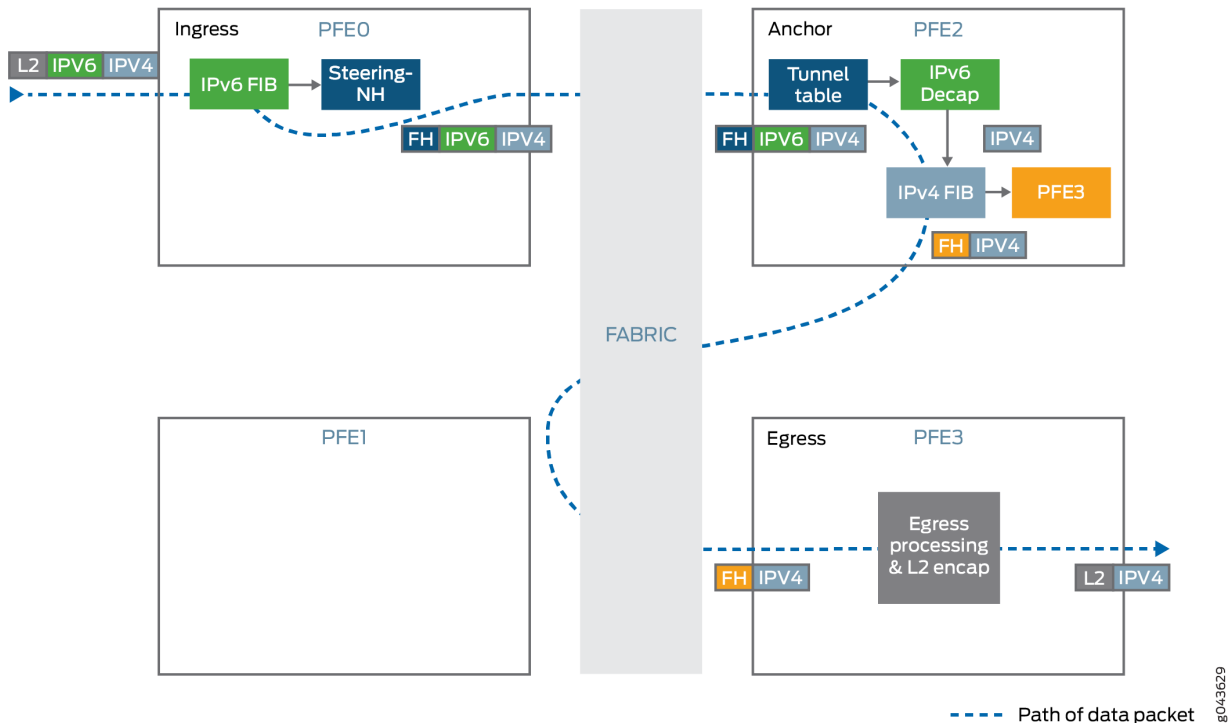 Ingress
PFE0
L2 IPV6 IPV4
IPv6 FIB
Steering-
NH
FH IPV6 IPV4
Anchor
PFE2
Tunnel
table
IPv6
Decap
FH IPV6 IPV4
IPV4
IPv4 FIB
PFE3
FH IPV4
FABRIC
PFE1
Egress
PFE3
Egress
processing
& L2 encap
FH IPV4
L2 IPV4
Path of data packet
g043629